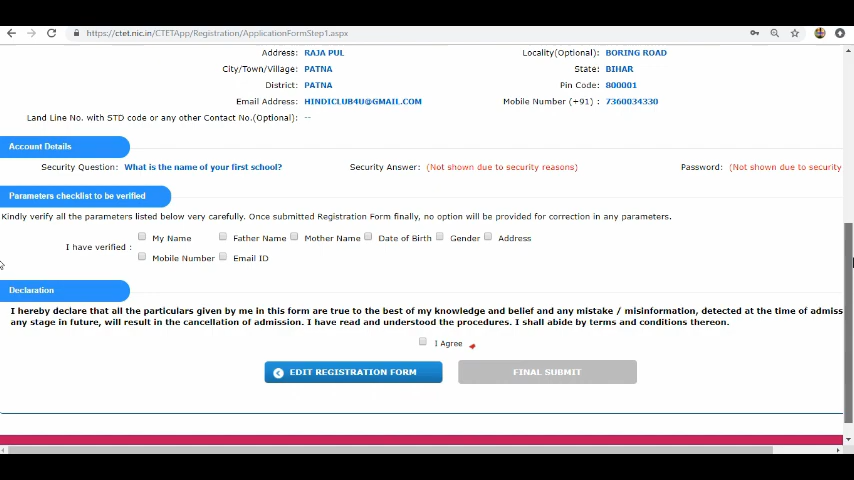 https://ctet.nic.in/CTETApp/Registration/ApplicationFormStep1.aspx
Address: RAJA PUL Locality(Optional): BORING ROAD
City/Town/Village: PATNA State: BIHAR
District: PATNA Pin Code: 800001
Email Address: HINDICLUB4U@GMAIL.COM Mobile Number (+91) : 7360034330
Land Line No. with STD code or any other Contact No.(Optional): --
Account Details
Security Question: What is the name of your first school? Security Answer: (Not shown due to security reasons) Password: (Not shown due to security
Parameters checklist to be verified
Kindly verify all the parameters listed below very carefully. Once submitted Registration Form finally, no option will be provided for correction in any parameters.
I have verified : My Name Father Name Mother Name Date of Birth Gender Address
Mobile Number Email ID
Declaration
I hereby declare that all the particulars given by me in this form are true to the best of my knowledge and belief and any mistake / misinformation, detected at the time of admiss
any stage in future, will result in the cancellation of admission. I have read and understood the procedures. I shall abide by terms and conditions thereon.
I Agree
EDIT REGISTRATION FORM FINAL SUBMIT